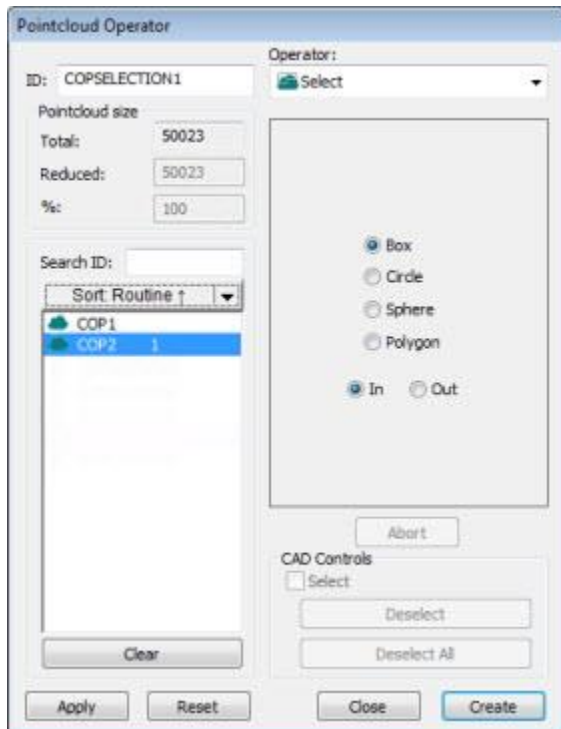 Pointcloud Operator
ID: COPSELECTION1
Operator:
Select
Pointcloud size
Total: 50023
Reduced: 50023
%: 100
Search ID:
Sort: Routine ↑
COP1
COP2 1
Clear
Box
Circle
Sphere
Polygon
In Out
Abort
CAD Controls
Select
Deselect
Deselect All
Apply Reset Close Create